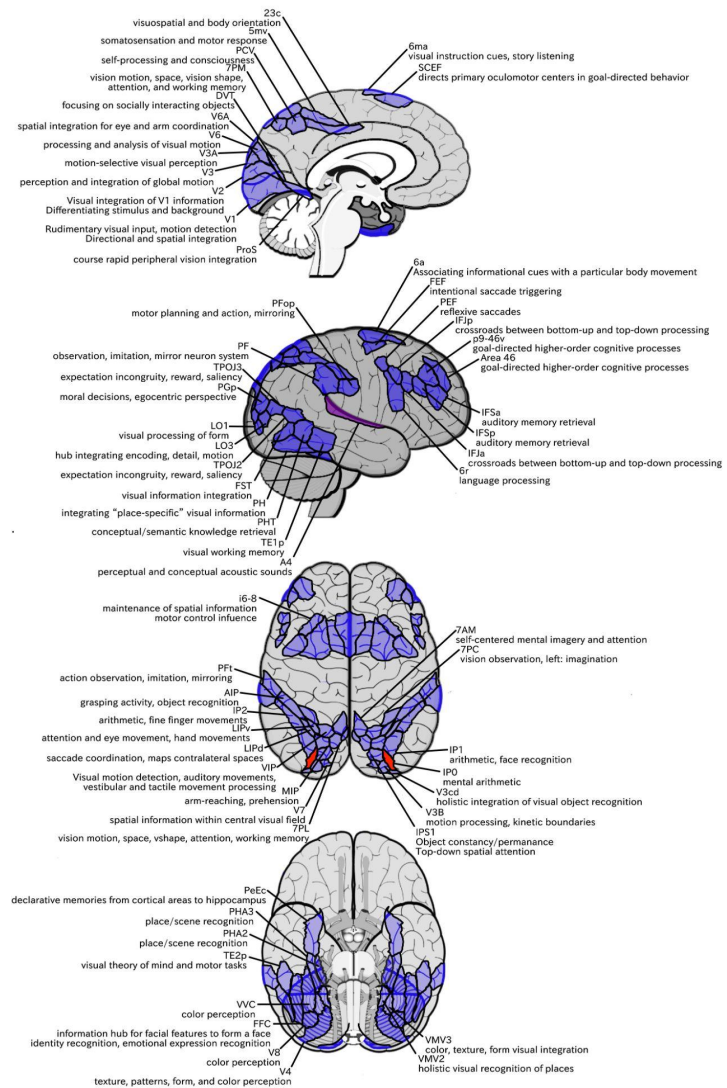 23c
visuospatial and body orientation
5mv
somatosensation and motor response
PCV
self-processing and consciousness
7PM
vision motion, space, vision shape,
attention, and working memory
DVT
focusing on socially interacting objects
V6A
spatial integration for eye and arm coordination
V6
processing and analysis of visual motion
V3A
motion-selective visual perception
V3
perception and integration of global motion
V2
Visual integration of V1 information
Differentiating stimulus and background
V1
Rudimentary visual input, motion detection
Directional and spatial integration
ProS
course rapid peripheral vision integration
6ma
visual instruction cues, story listening
SCEF
directs primary oculomotor centers in goal-directed behavior
6a
Associating informational cues with a particular body movement
FEF
intentional saccade triggering
PEF
reflexive saccades
IFJp
crossroads between bottom-up and top-down processing
p9-46v
goal-directed higher-order cognitive processes
Area 46
goal-directed higher-order cognitive processes
PFop
motor planning and action, mirroring
PF
observation, imitation, mirror neuron system
TPOJ3
expectation incongruity, reward, saliency
PGp
moral decisions, egocentric perspective
LO1
visual processing of form
LO3
hub integrating encoding, detail, motion
TPOJ2
expectation incongruity, reward, saliency
FST
visual information integration
PH
integrating “place-specific” visual information
PHT
conceptual/semantic knowledge retrieval
TE1p
visual working memory
A4
perceptual and conceptual acoustic sounds
IFSa
auditory memory retrieval
IFSp
auditory memory retrieval
IFJa
crossroads between bottom-up and top-down processing
6r
language processing
i6-8
maintenance of spatial information
motor control infuence
PFt
action observation, imitation, mirroring
AIP
grasping activity, object recognition
IP2
arithmetic, fine finger movements
LIPv
attention and eye movement, hand movements
LIPd
saccade coordination, maps contralateral spaces
VIP
Visual motion detection, auditory movements,
vestibular and tactile movement processing
MIP
arm-reaching, prehension
V7
spatial information within central visual field
7PL
vision motion, space, vshape, attention, working memory
7AM
self-centered mental imagery and attention
7PC
vision observation, left: imagination
IP1
arithmetic, face recognition
IP0
mental arithmetic
V3cd
holistic integration of visual object recognition
V3B
motion processing, kinetic boundaries
IPS1
Object constancy/permanance
Top-down spatial attention
PeEc
declarative memories from cortical areas to hippocampus
PHA3
place/scene recognition
PHA2
place/scene recognition
TE2p
visual theory of mind and motor tasks
VVC
color perception
FFC
information hub for facial features to form a face
identity recognition, emotional expression recognition
V8
color perception
V4
texture, patterns, form, and color perception
VMV3
color, texture, form visual integration
VMV2
holistic visual recognition of places